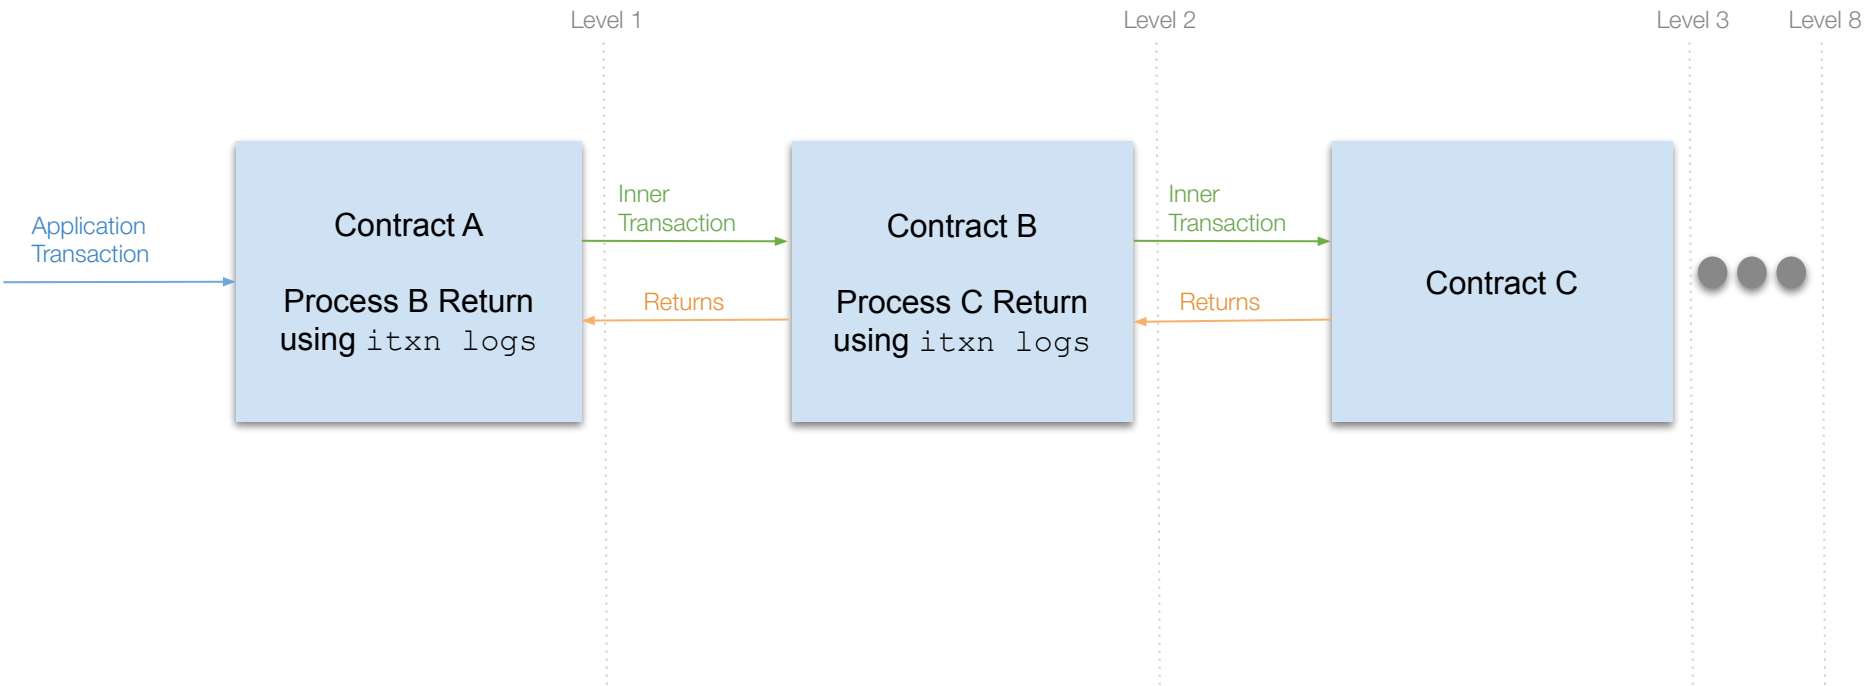 Level 1
Level 2
Level 3
Level 8
Application
Transaction
Contract A
Process B Return
using itxn logs
Inner
Transaction
Returns
Contract B
Process C Return
using itxn logs
Inner
Transaction
Returns
Contract C